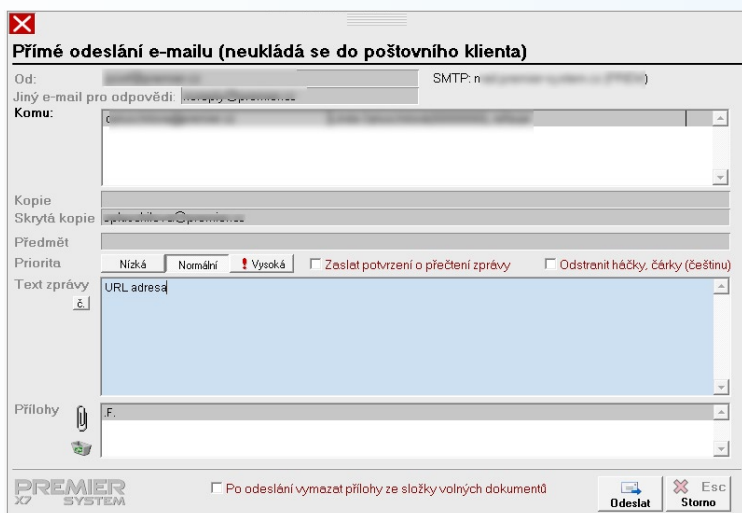 Přímé odeslání e-mailu (neukládá se do poštovního klienta)
Od: SMTP:
Jiný e-mail pro odpovědi:
Komu:
Kopie
Skrytá kopie
Předmět
Priorita Nízká Normální ! Vysoká Zaslat potvrzení o přečtení zprávy Odstranit háčky, čárky (češtinu)
Text zprávy URL adresa
č.
Přílohy .F.
PREMIER
X7 SYSTEM
Po odeslání vymazat přílohy ze složky volných dokumentů
Odeslat
Esc
Storno